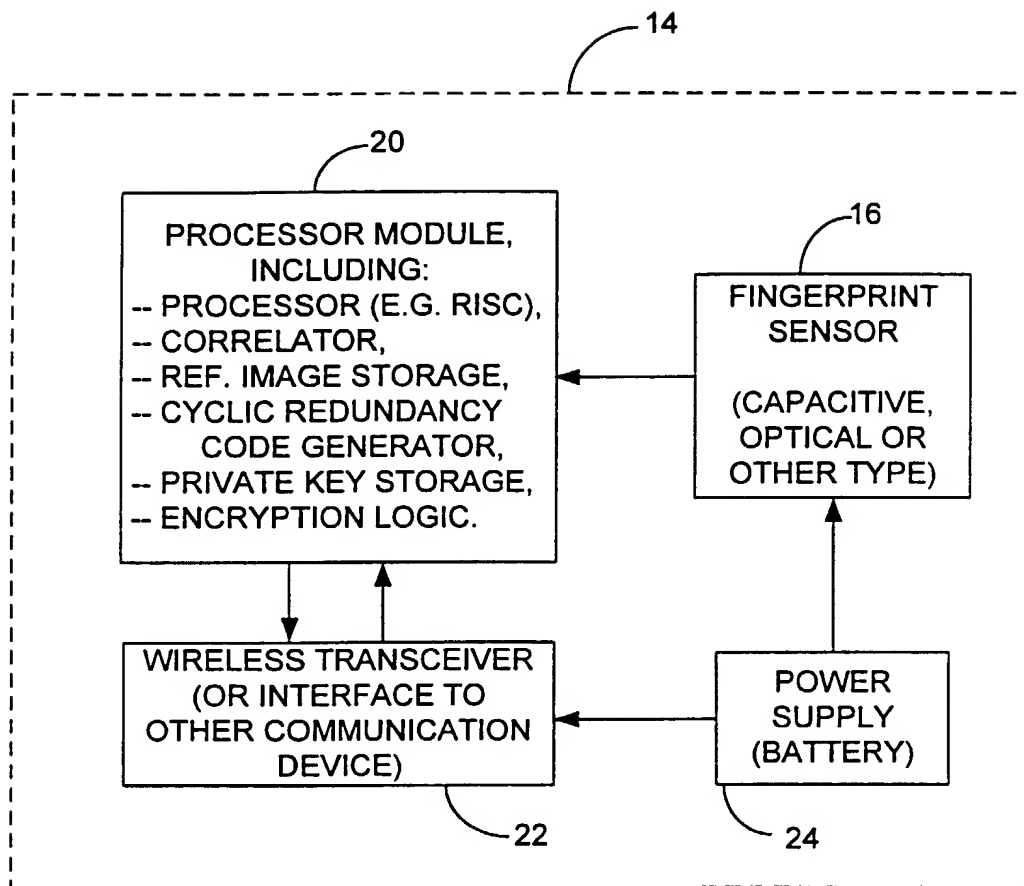 14
20
PROCESSOR MODULE,
INCLUDING:
-- PROCESSOR (E.G. RISC),
-- CORRELATOR,
-- REF. IMAGE STORAGE,
-- CYCLIC REDUNDANCY
CODE GENERATOR,
-- PRIVATE KEY STORAGE,
-- ENCRYPTION LOGIC.
16
FINGERPRINT
SENSOR
(CAPACITIVE,
OPTICAL OR
OTHER TYPE)
WIRELESS TRANSCEIVER
(OR INTERFACE TO
OTHER COMMUNICATION
DEVICE)
22
POWER
SUPPLY
(BATTERY)
24